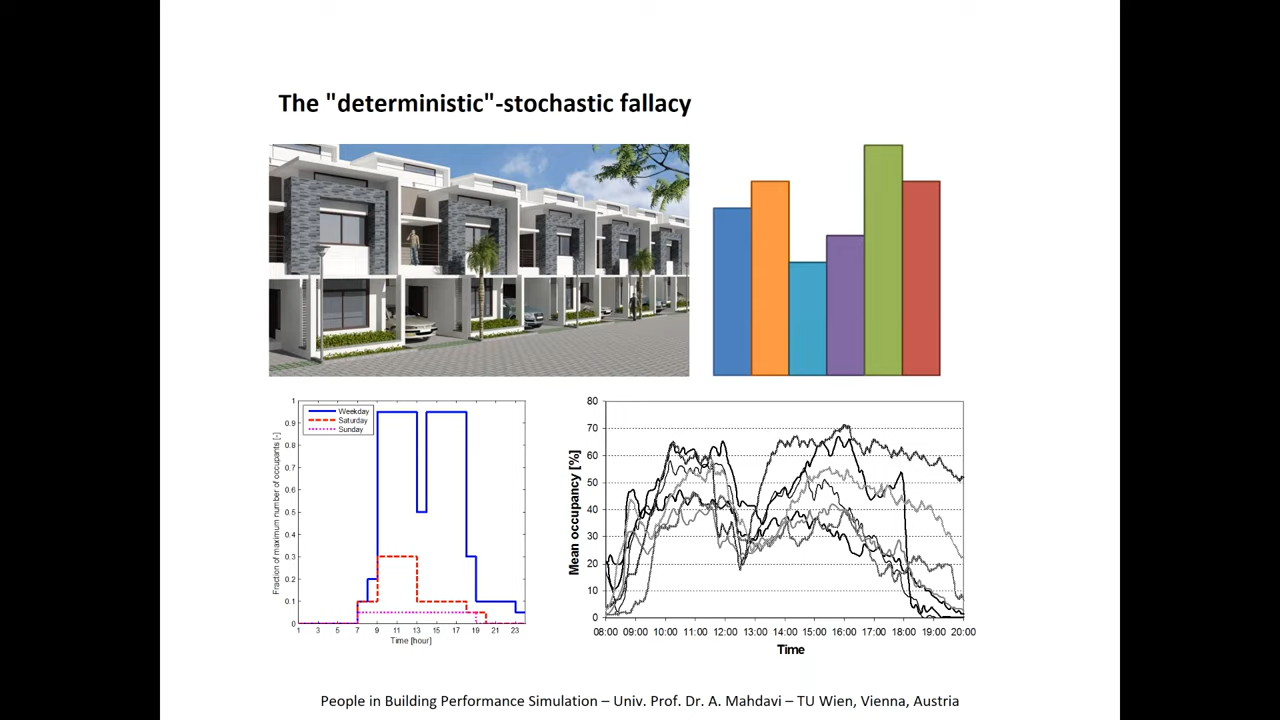 The "deterministic"-stochastic fallacy
1
0.9
0.8
0.7
0.6
0.5
0.4
0.3
0.2
0.1
0
Fraction of maximum number of occupants [-]
Weekday
Saturday
Sunday
1 3 5 7 9 11 13 15 17 19 21 23
Time [hour]
80
70
60
50
40
30
20
10
0
Mean occupancy [%]
08:00 09:00 10:00 11:00 12:00 13:00 14:00 15:00 16:00 17:00 18:00 19:00 20:00
Time
People in Building Performance Simulation – Univ. Prof. Dr. A. Mahdavi – TU Wien, Vienna, Austria